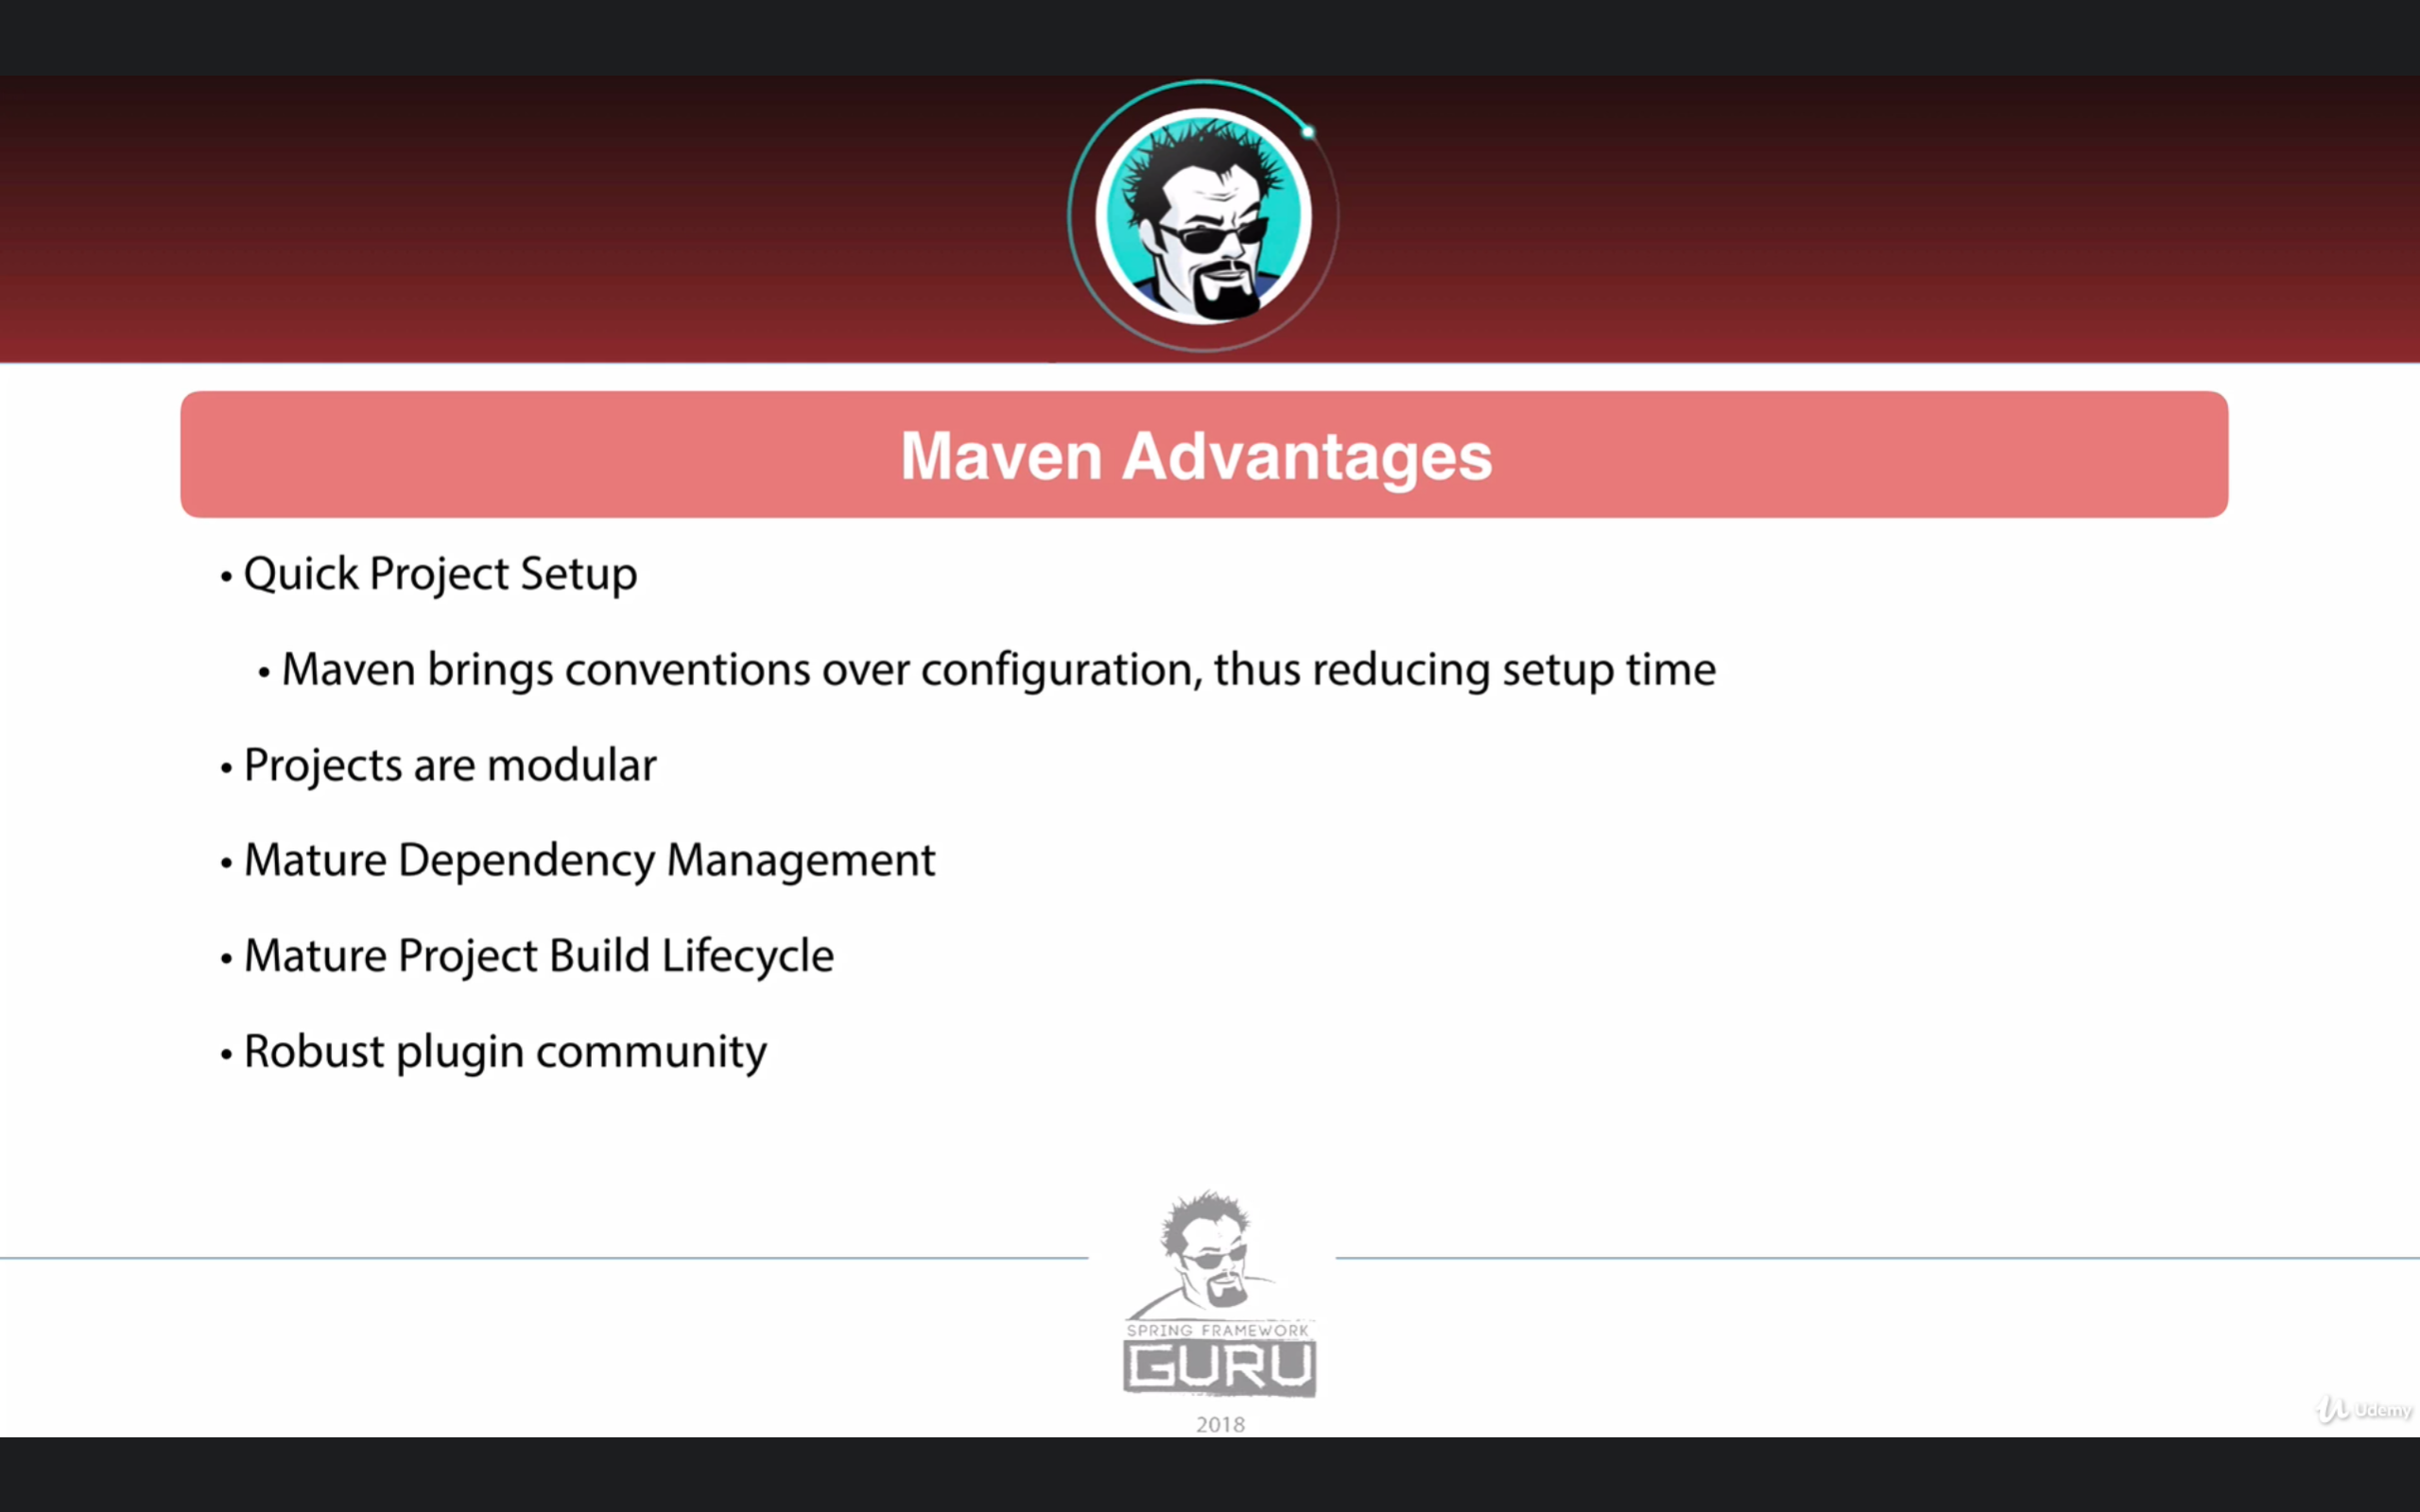 Maven Advantages
• Quick Project Setup
• Maven brings conventions over configuration, thus reducing setup time
• Projects are modular
• Mature Dependency Management
• Mature Project Build Lifecycle
• Robust plugin community
SPRING FRAMEWORK
GURU
2018
Udemy